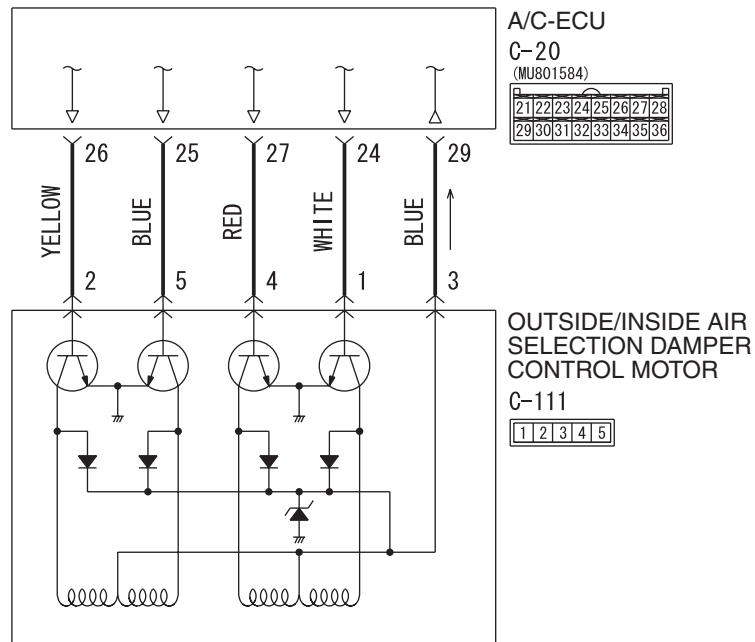 A/C-ECU
C-20
(MU801584)
21 22 23 24 25 26 27 28
29 30 31 32 33 34 35 36
26 25 27 24 29
YELLOW BLUE RED WHITE BLUE
2 5 4 1 3
OUTSIDE/INSIDE AIR
SELECTION DAMPER
CONTROL MOTOR
C-111
1 2 3 4 5